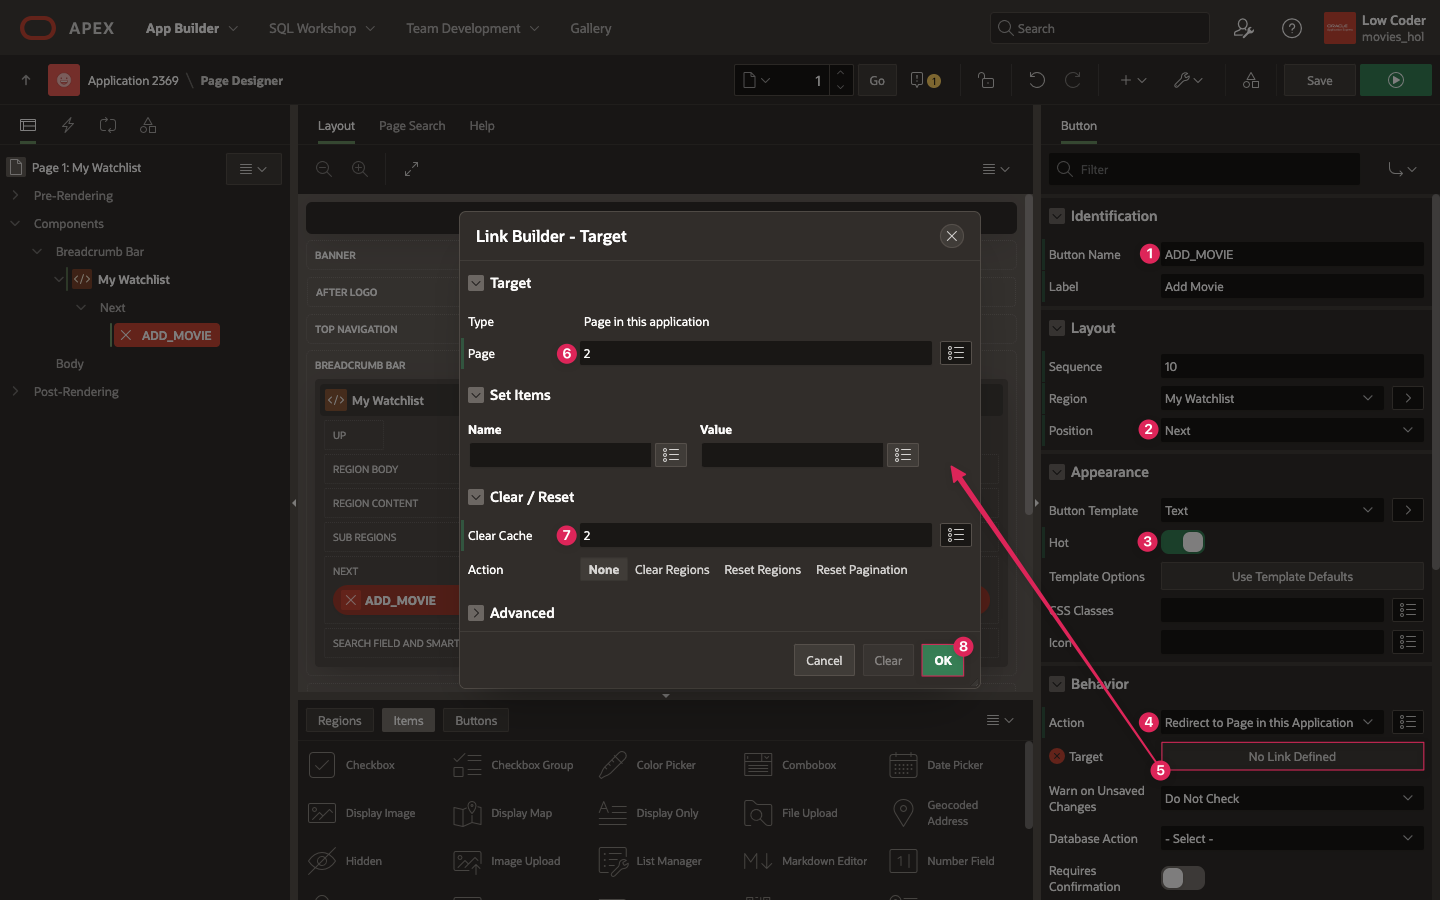 APEX App Builder SQL Workshop Team Development Gallery Search Low Coder
movies_hol
Application 2369 \ Page Designer 1 Go 1 Save
Layout Page Search Help Button
Page 1: My Watchlist
Pre-Rendering
Components
Breadcrumb Bar
My Watchlist
Next
ADD_MOVIE
Body
Post-Rendering
BANNER
AFTER LOGO
TOP NAVIGATION
BREADCRUMB BAR
My Watchlist
UP
REGION BODY
REGION CONTENT
SUB REGIONS
NEXT
ADD_MOVIE
SEARCH FIELD AND SMART
Link Builder - Target
Target
Type Page in this application
Page 6 2
Set Items
Name Value
Clear / Reset
Clear Cache 7 2
Action None Clear Regions Reset Regions Reset Pagination
Advanced
Cancel Clear OK 8
Regions Items Buttons
Checkbox Checkbox Group Color Picker Combobox Date Picker
Display Image Display Map Display Only File Upload Geocoded
Address
Hidden Image Upload List Manager Markdown Editor Number Field
Filter
Identification
Button Name 1 ADD_MOVIE
Label Add Movie
Layout
Sequence 10
Region My Watchlist
Position 2 Next
Appearance
Button Template Text
Hot 3
Template Options Use Template Defaults
CSS Classes
Icon
Behavior
Action 4 Redirect to Page in this Application
Target No Link Defined
5
Warn on Unsaved
Changes Do Not Check
Database Action - Select -
Requires
Confirmation